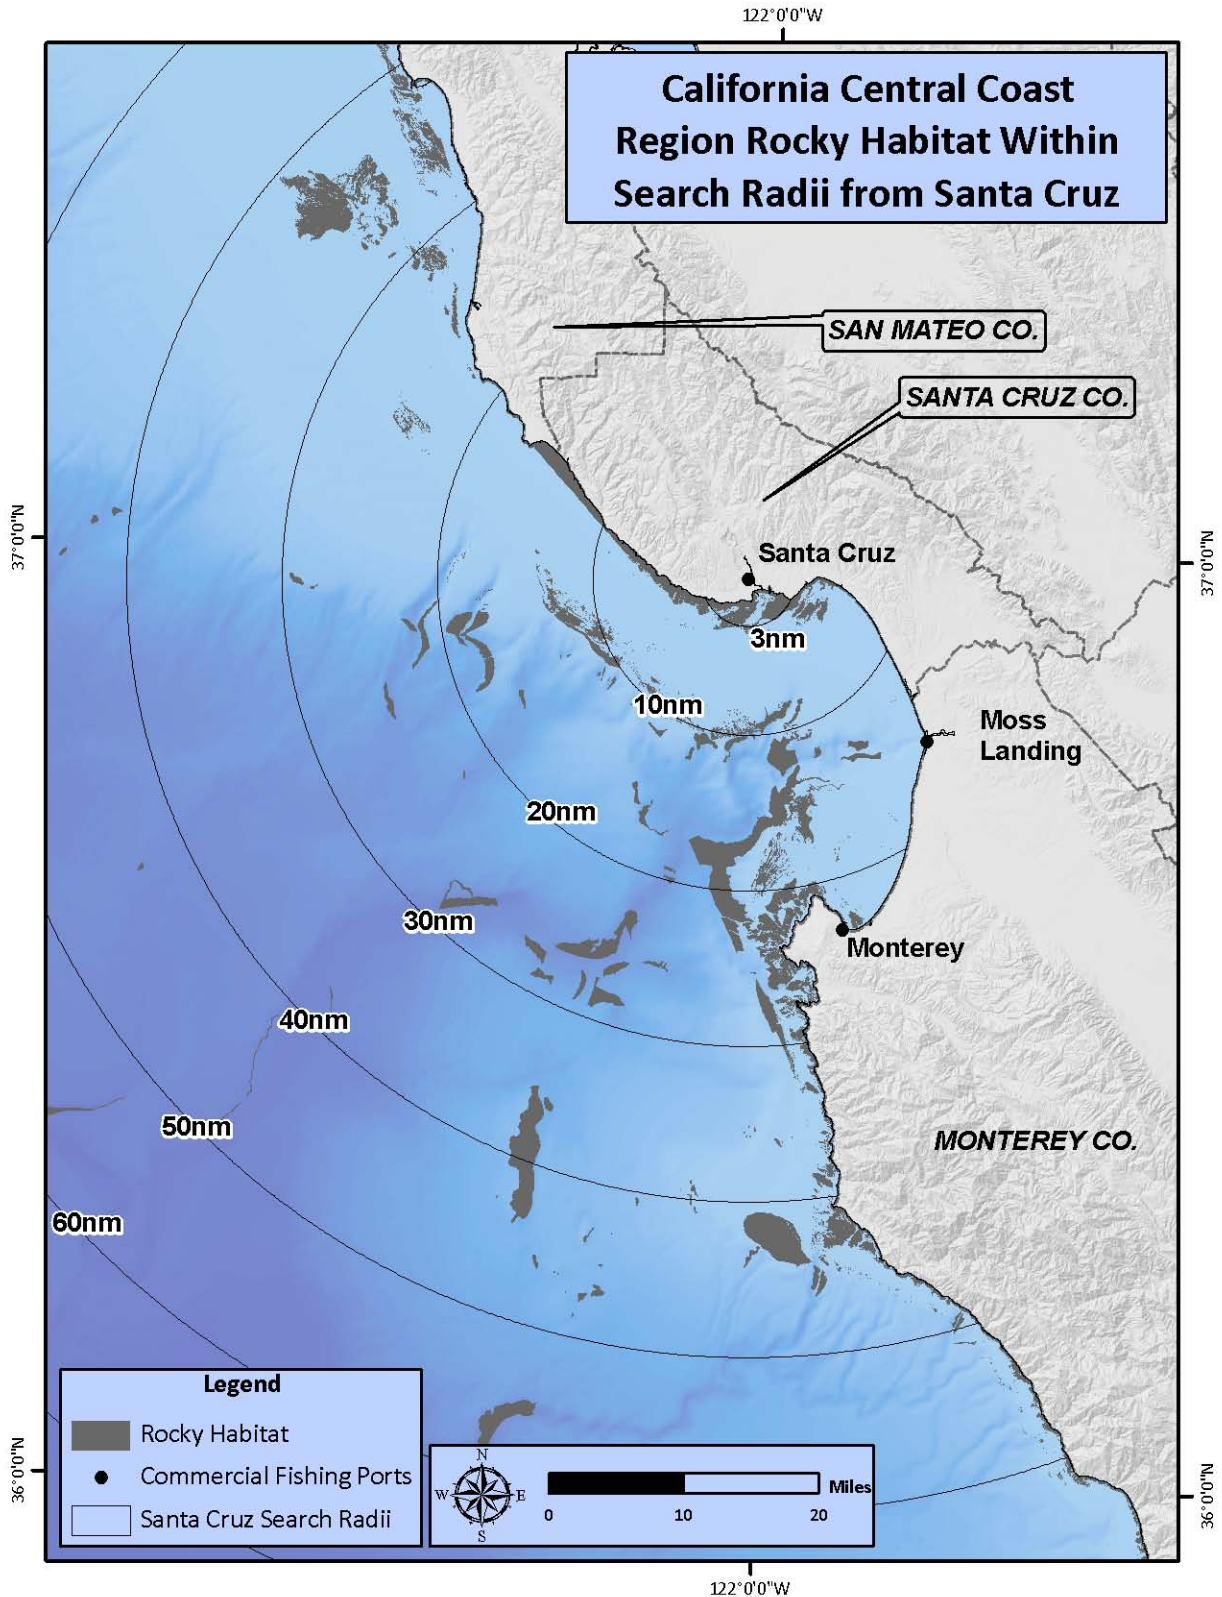 122°0'0"W
California Central Coast
Region Rocky Habitat Within
Search Radii from Santa Cruz
SAN MATEO CO.
SANTA CRUZ CO.
37°0'0"N
37°0'0"N
Santa Cruz
3nm
10nm
Moss
Landing
20nm
30nm
Monterey
40nm
50nm
MONTEREY CO.
60nm
Legend
Rocky Habitat
Commercial Fishing Ports
Santa Cruz Search Radii
N
W
E
S
Miles
0
10
20
36°0'0"N
36°0'0"N
122°0'0"W